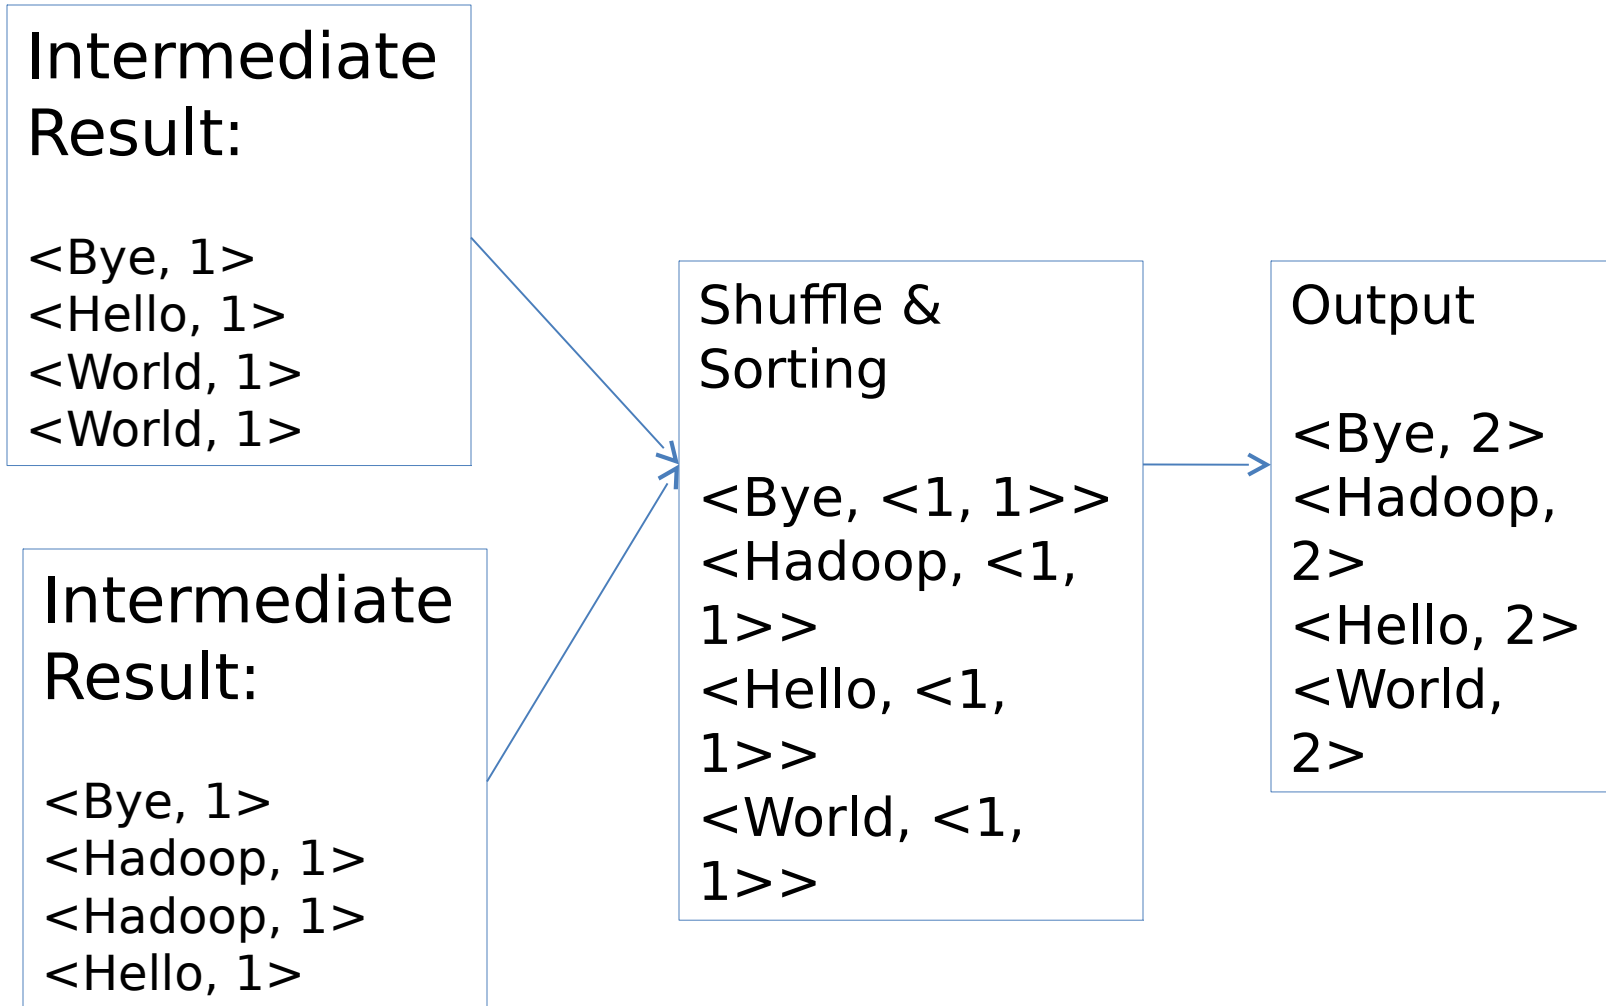 Intermediate
Result:
<Bye, 1>
<Hello, 1>
<World, 1>
<World, 1>
Intermediate
Result:
<Bye, 1>
<Hadoop, 1>
<Hadoop, 1>
<Hello, 1>
Shuffle &
Sorting
<Bye, <1, 1>>
<Hadoop, <1,
1>>
<Hello, <1,
1>>
<World, <1,
1>>
Output
<Bye, 2>
<Hadoop,
2>
<Hello, 2>
<World,
2>